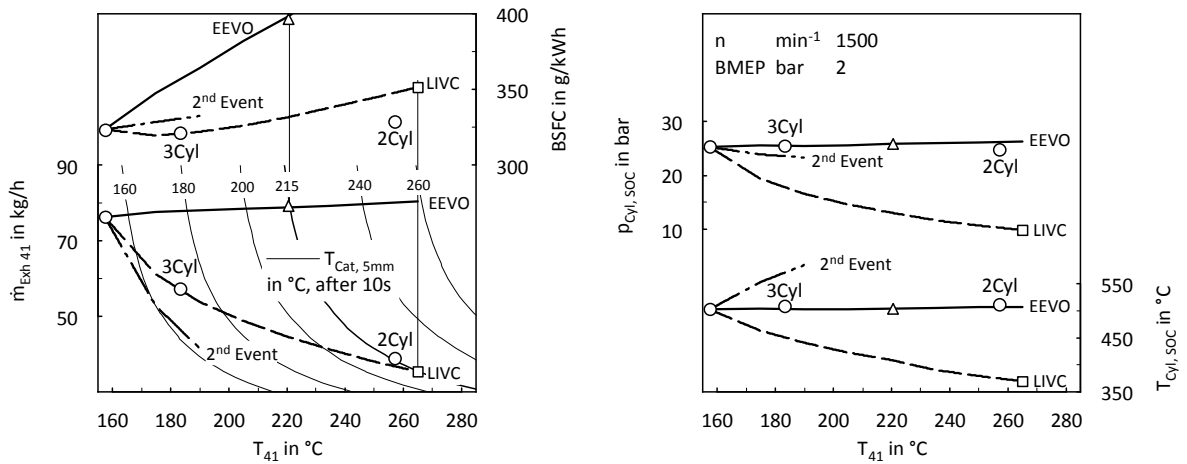 EEVO
400
2nd Event
LIVC
350
BSFC in g/kWh
3Cyl
2Cyl
300
90
160
180
200
215
240
260
EEVO
70
ṁExh 41 in kg/h
TCat, 5mm
in °C, after 10s
3Cyl
50
2Cyl
2nd Event
LIVC
160
180
200
220
240
260
280
T41 in °C
n min-1 1500
BMEP bar 2
30
3Cyl
EEVO
2nd Event
2Cyl
20
pCyl, SOC in bar
10
LIVC
2nd Event
550
3Cyl
2Cyl
EEVO
450
TCyl, SOC in °C
LIVC
350
160
180
200
220
240
260
280
T41 in °C